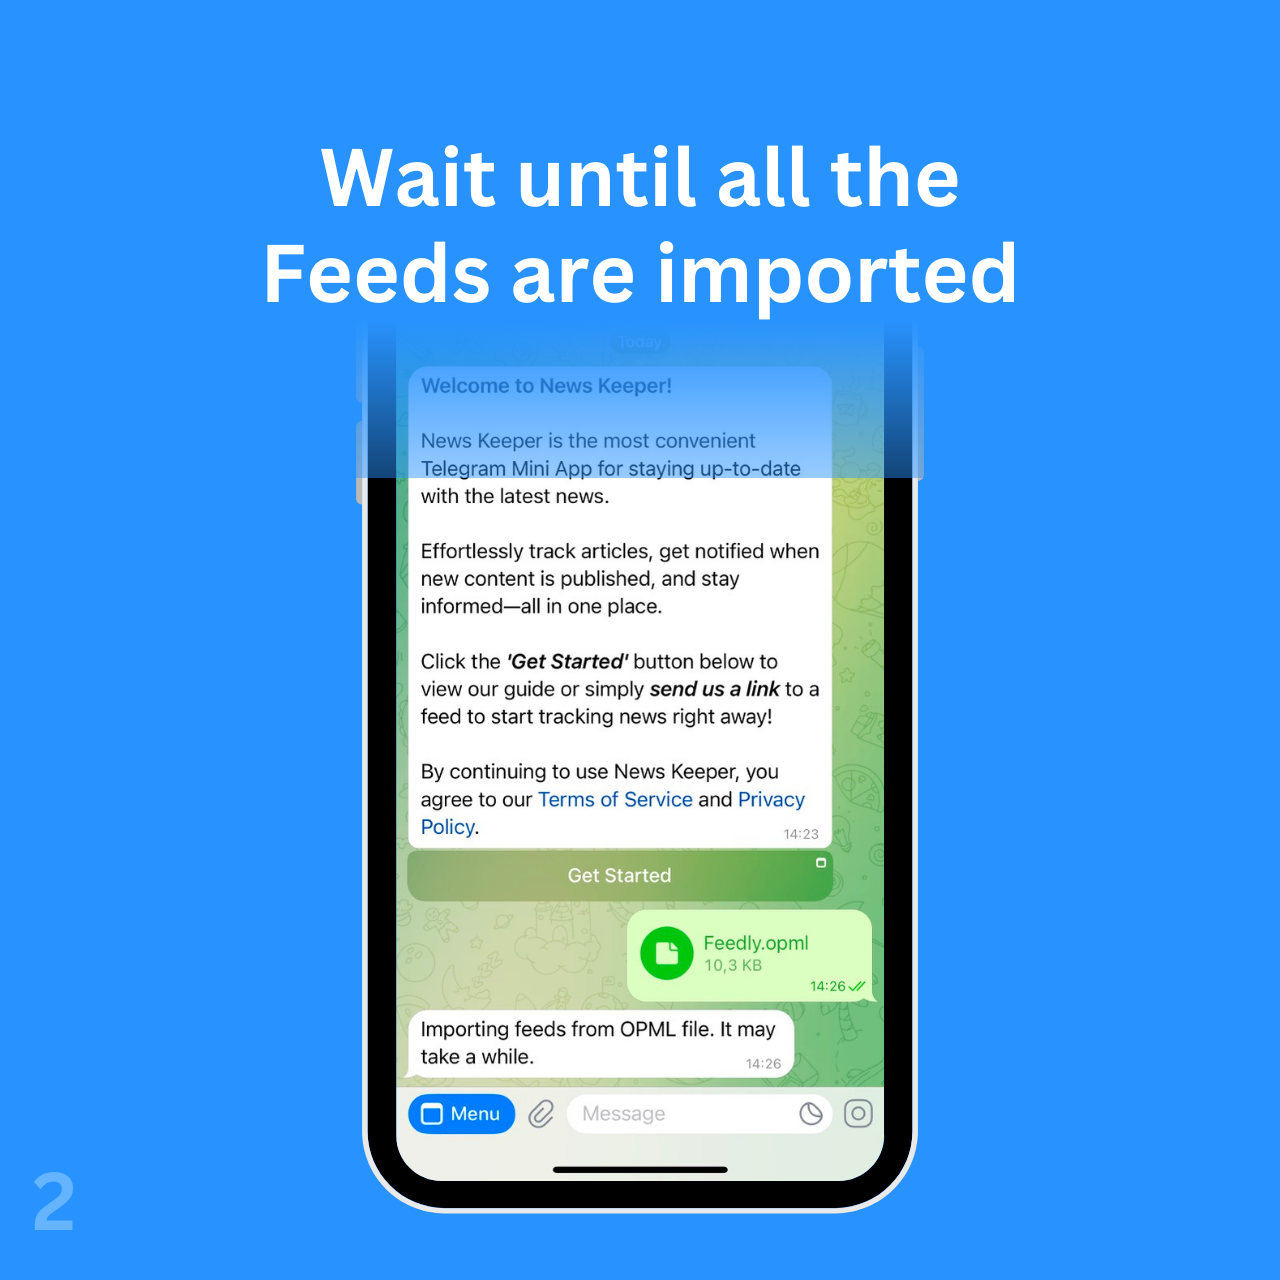 Wait until all the
Feeds are imported
Today
Welcome to News Keeper!
News Keeper is the most convenient
Telegram Mini App for staying up-to-date
with the latest news.
Effortlessly track articles, get notified when
new content is published, and stay
informed—all in one place.
Click the 'Get Started' button below to
view our guide or simply send us a link to a
feed to start tracking news right away!
By continuing to use News Keeper, you
agree to our Terms of Service and Privacy
Policy.
14:23
Get Started
Feedly.opml
10,3 KB
14:26
Importing feeds from OPML file. It may
take a while.
14:26
Menu
Message
2